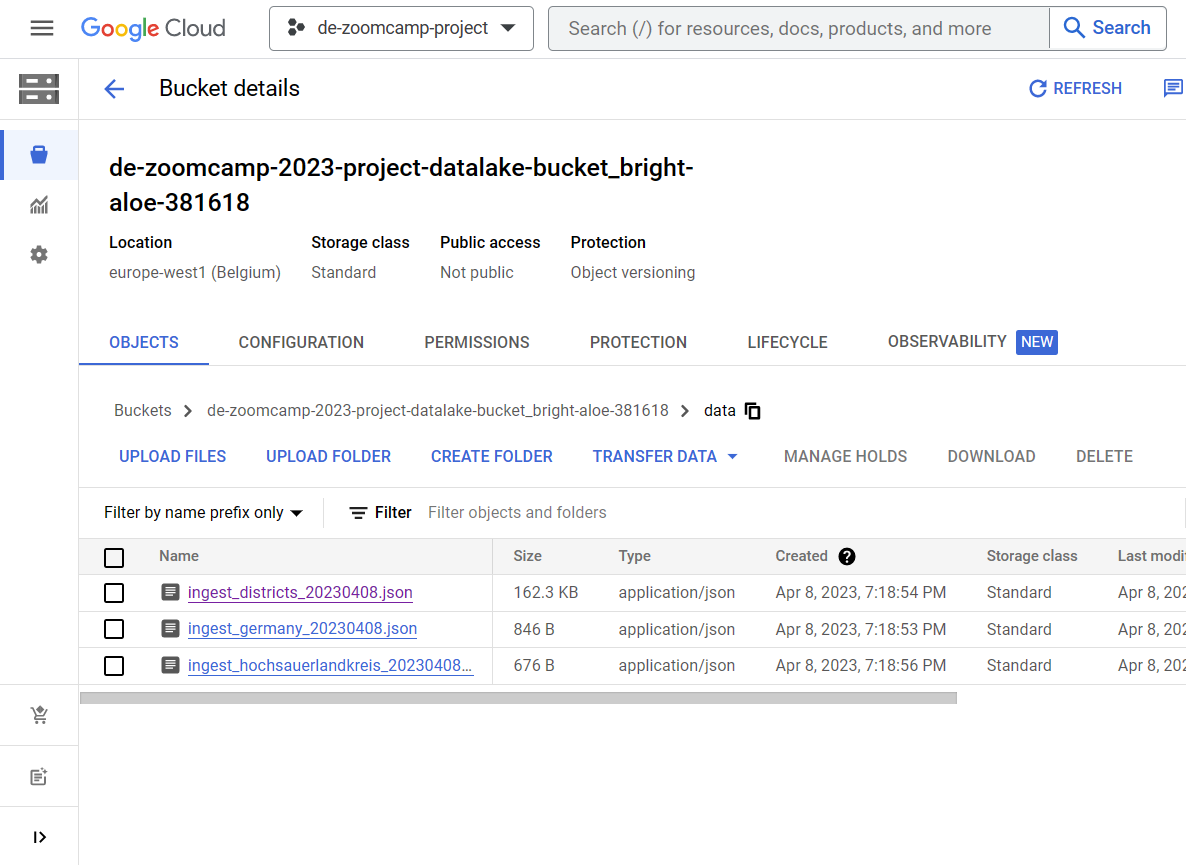 Google Cloud
de-zoomcamp-project
Search (/) for resources, docs, products, and more
Search
Bucket details
REFRESH
de-zoomcamp-2023-project-datalake-bucket_bright-
aloe-381618
Location Storage class Public access Protection
europe-west1 (Belgium) Standard Not public Object versioning
OBJECTS CONFIGURATION PERMISSIONS PROTECTION LIFECYCLE OBSERVABILITY NEW
Buckets de-zoomcamp-2023-project-datalake-bucket_bright-aloe-381618 data
UPLOAD FILES UPLOAD FOLDER CREATE FOLDER TRANSFER DATA MANAGE HOLDS DOWNLOAD DELETE
Filter by name prefix only Filter Filter objects and folders
Name Size Type Created ? Storage class Last modi
ingest_districts_20230408.json 162.3 KB application/json Apr 8, 2023, 7:18:54 PM Standard Apr 8, 202
ingest_germany_20230408.json 846 B application/json Apr 8, 2023, 7:18:53 PM Standard Apr 8, 202
ingest_hochsauerlandkreis_20230408... 676 B application/json Apr 8, 2023, 7:18:56 PM Standard Apr 8, 202